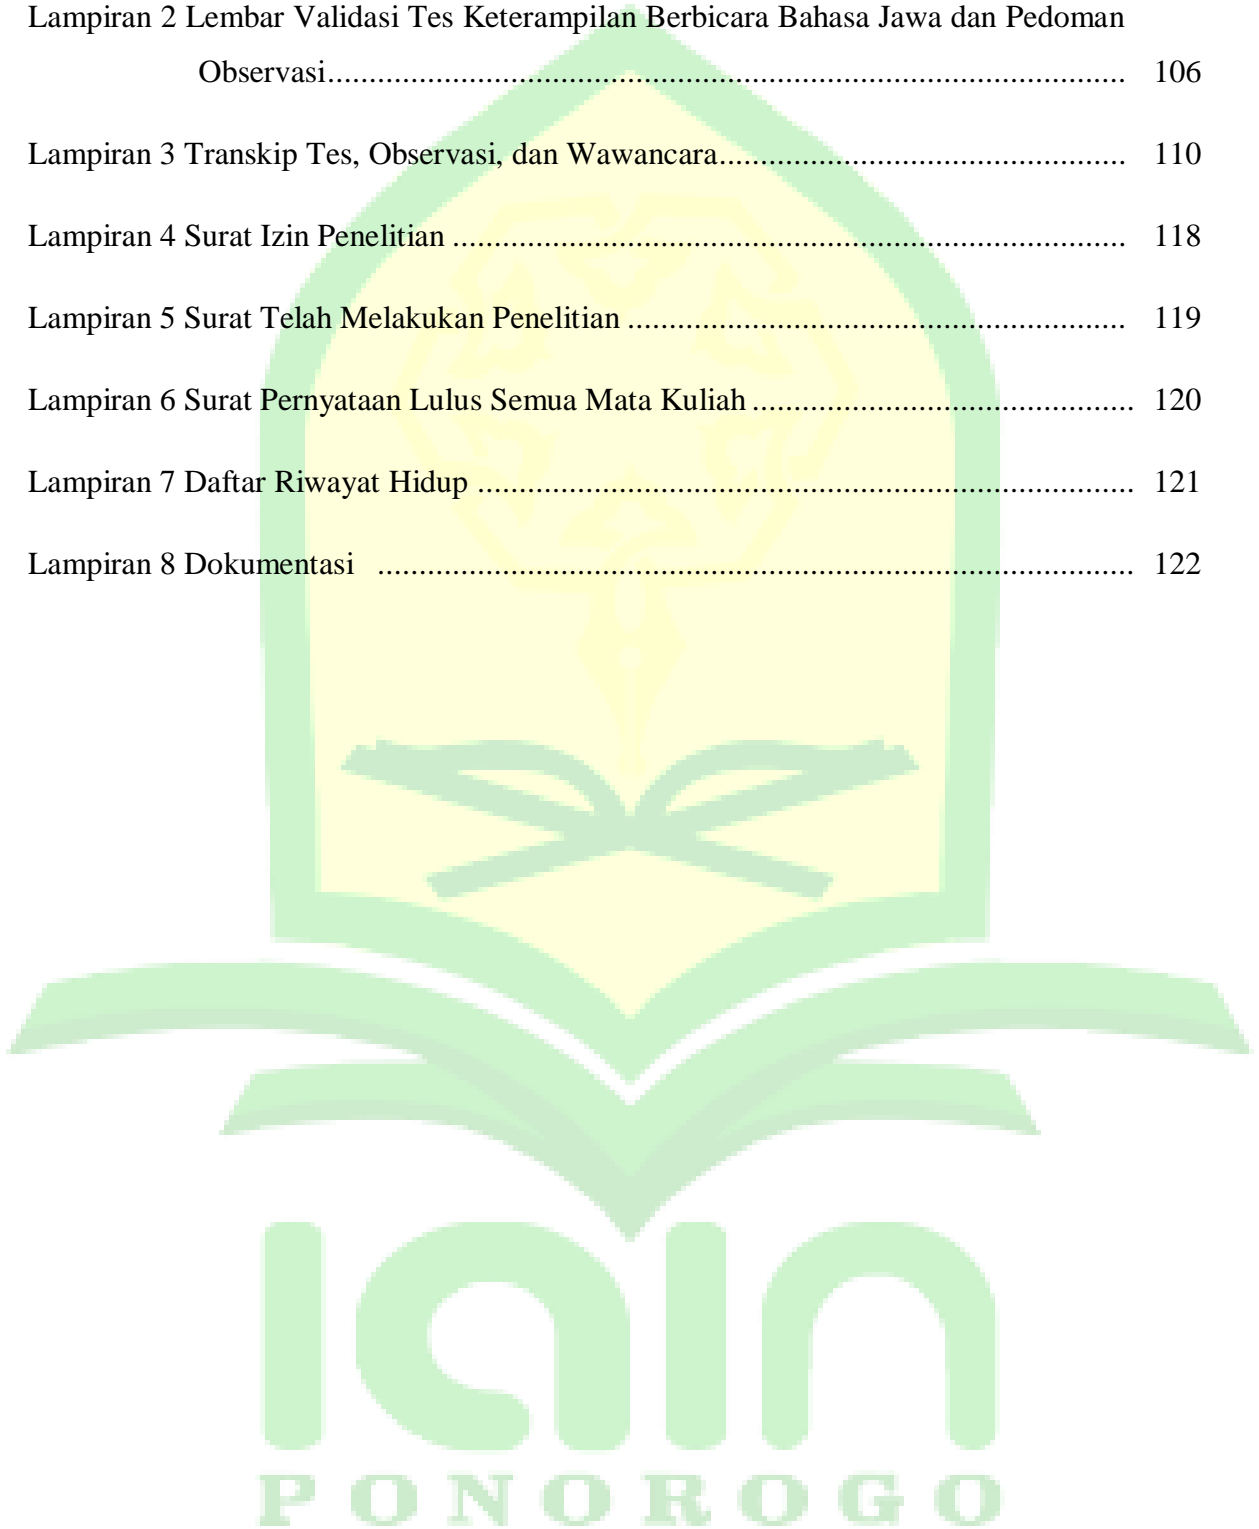 Lampiran 2 Lembar Validasi Tes Keterampilan Berbicara Bahasa Jawa dan Pedoman
Observasi................................................................................................. 106
Lampiran 3 Transkip Tes, Observasi, dan Wawancara................................................. 110
Lampiran 4 Surat Izin Penelitian ................................................................................. 118
Lampiran 5 Surat Telah Melakukan Penelitian ............................................................ 119
Lampiran 6 Surat Pernyataan Lulus Semua Mata Kuliah .............................................. 120
Lampiran 7 Daftar Riwayat Hidup ............................................................................... 121
Lampiran 8 Dokumentasi ........................................................................................... 122
iain
PONOROGO